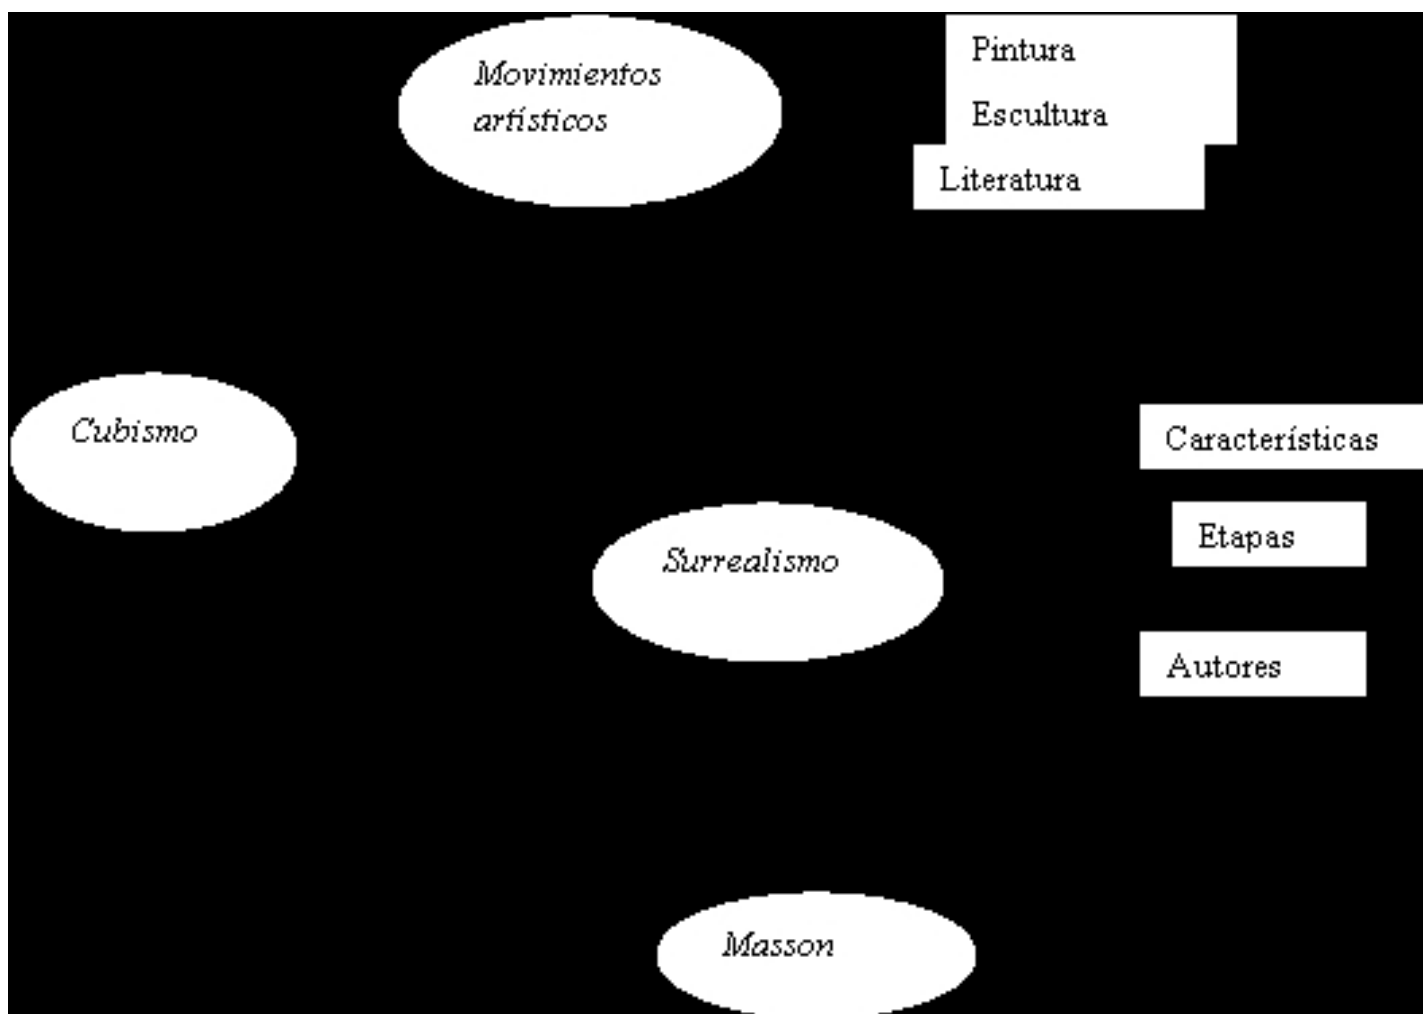 Movimientos
artísticos
Pintura
Escultura
Literatura
Cubismo
Características
Etapas
Surrealismo
Autores
Masson